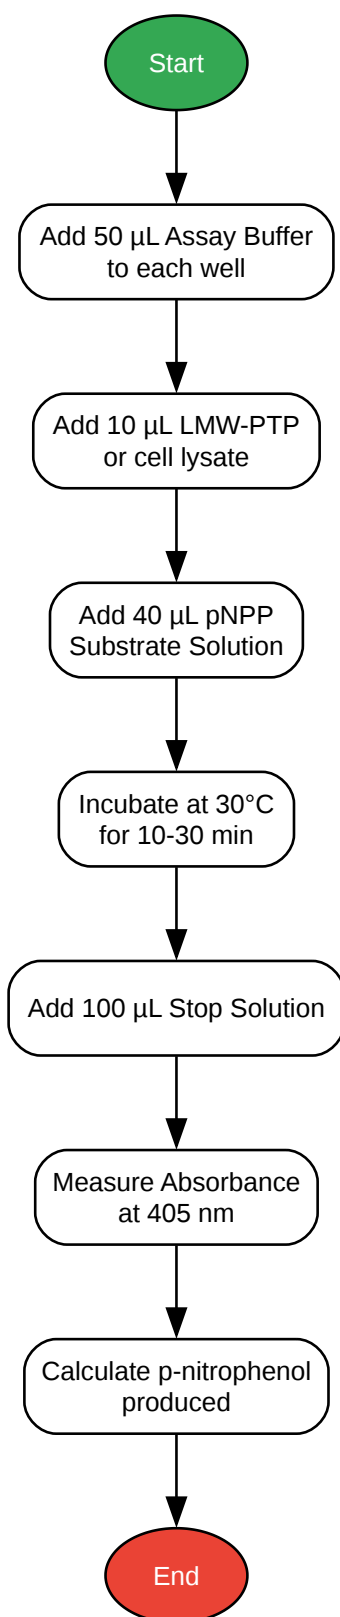 Start
Add 50 µL Assay Buffer
to each well
Add 10 µL LMW-PTP
or cell lysate
Add 40 µL pNPP
Substrate Solution
Incubate at 30°C
for 10-30 min
Add 100 µL Stop Solution
Measure Absorbance
at 405 nm
Calculate p-nitrophenol
produced
End